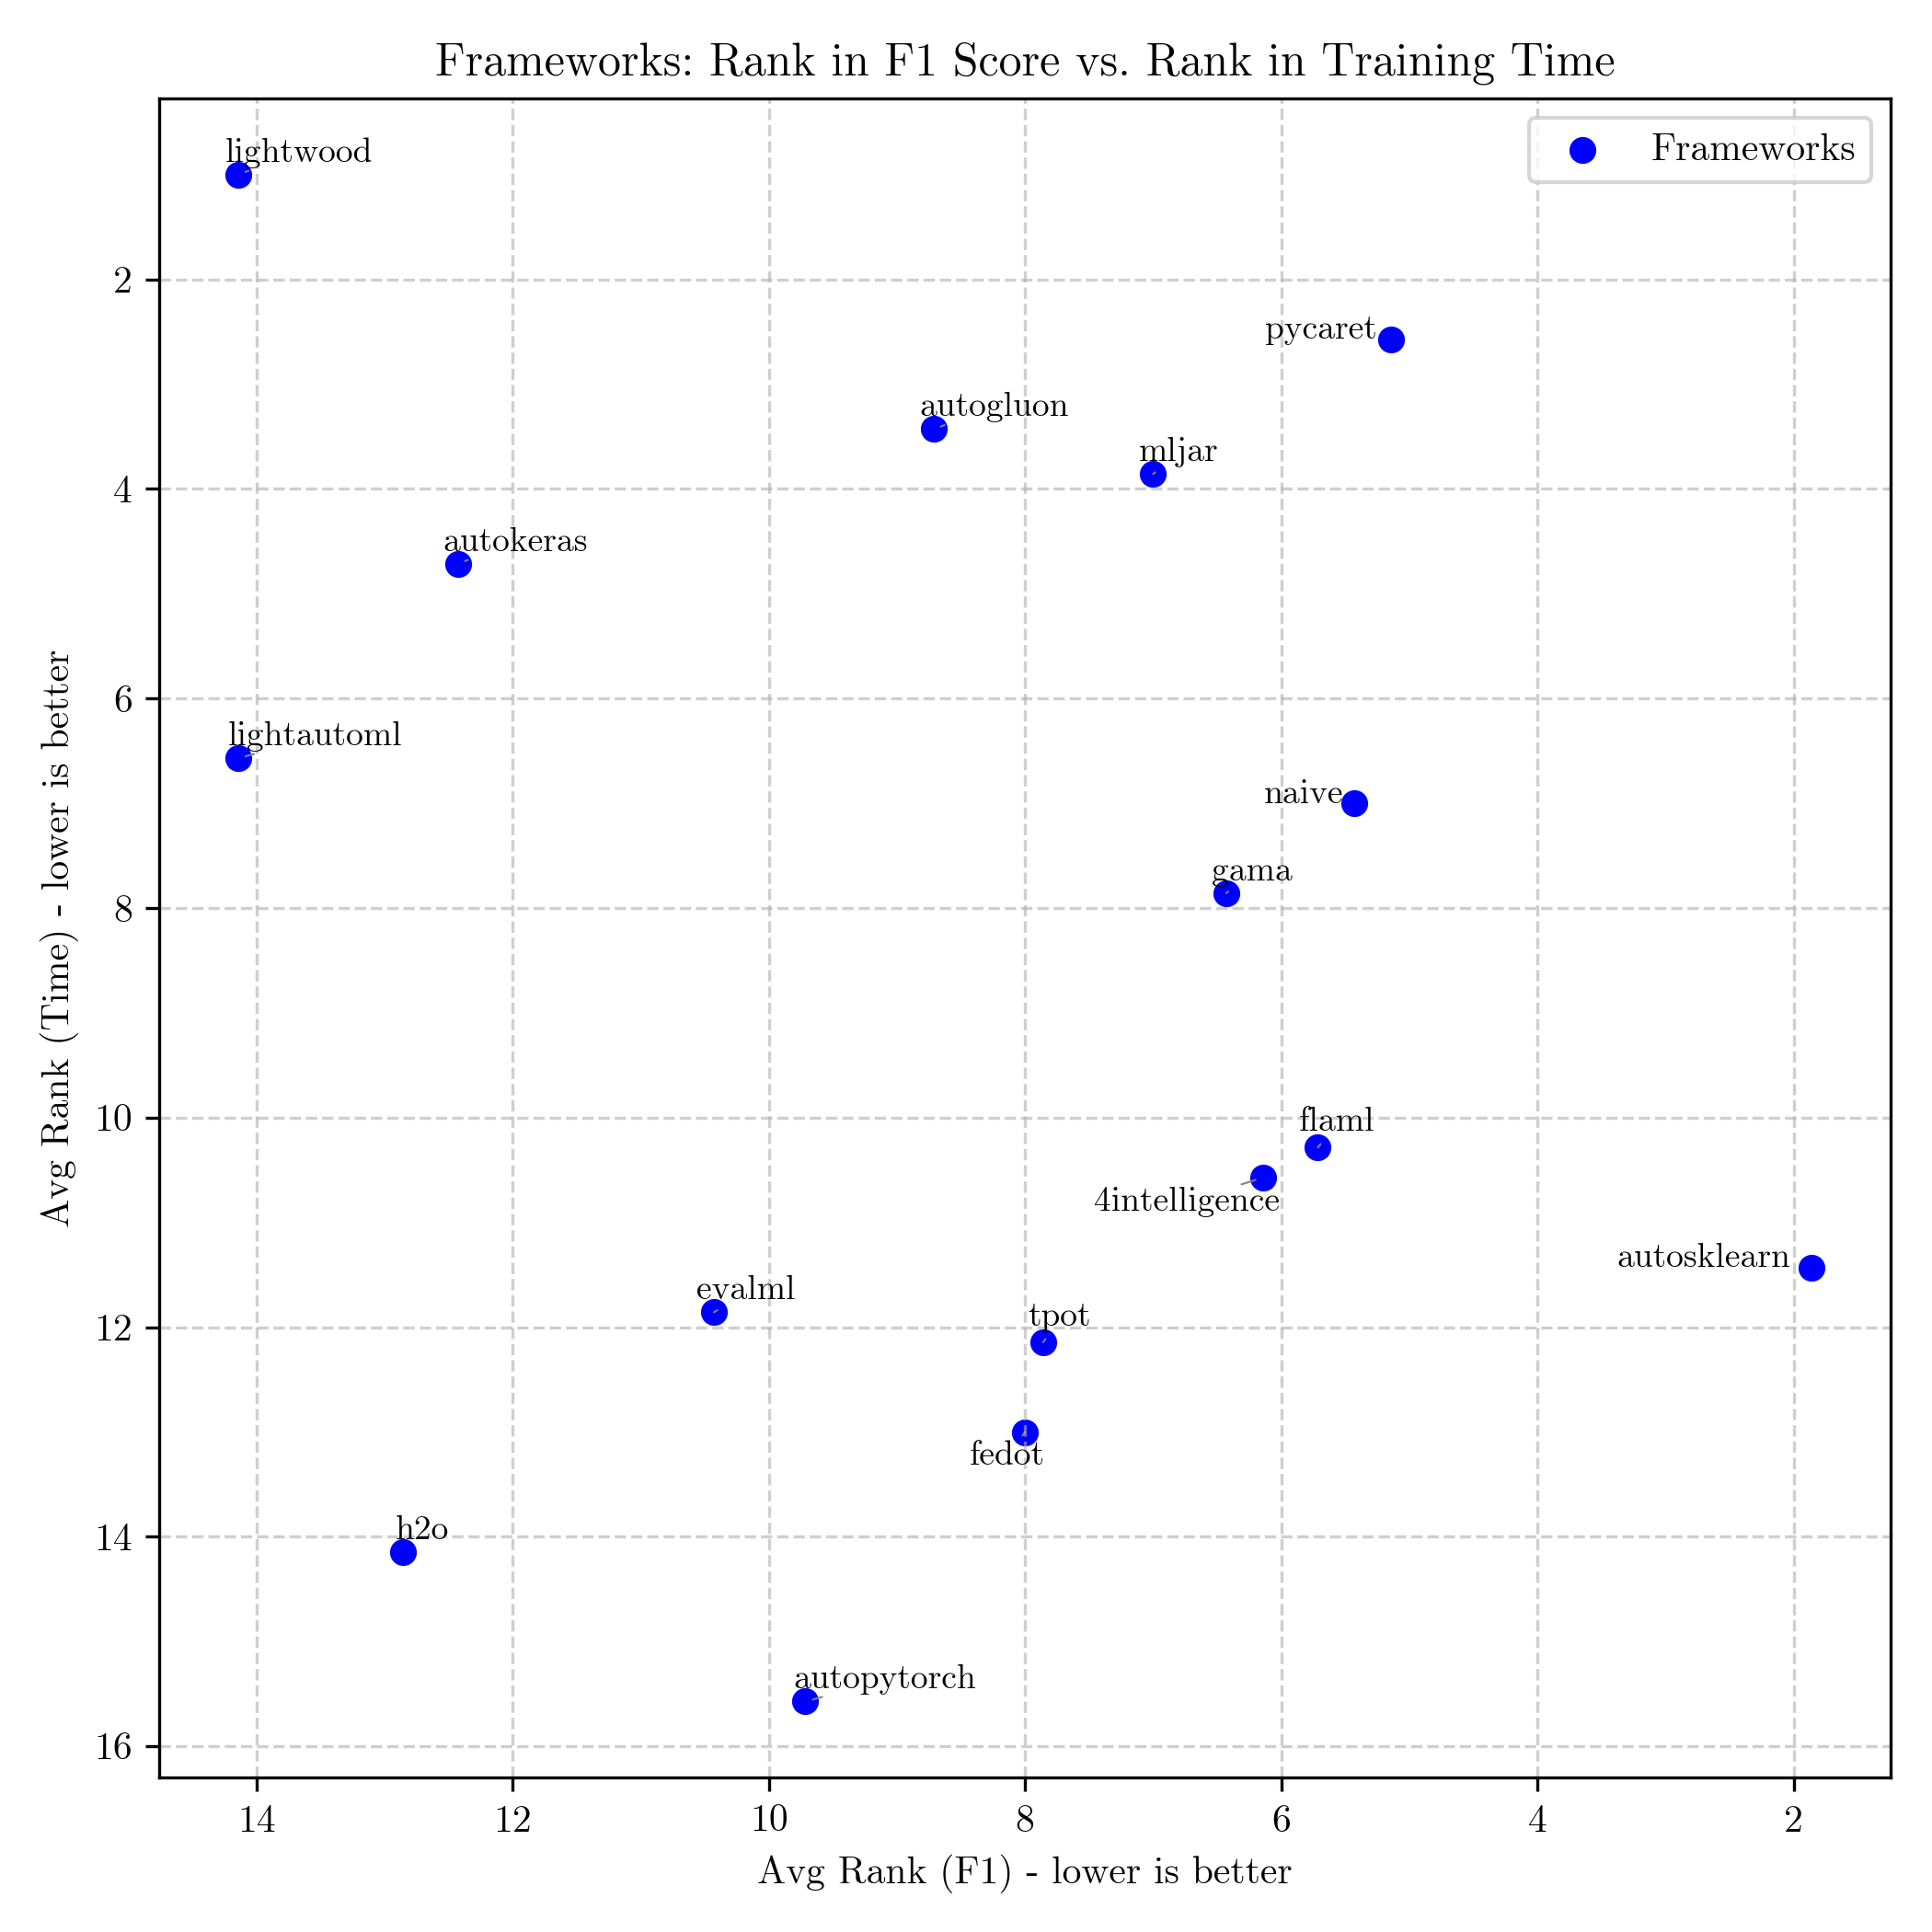 Frameworks: Rank in F1 Score vs. Rank in Training Time
Frameworks
lightwood
pycaret
autogluon
mljar
autokeras
lightautoml
naive
gama
flaml
4intelligence
autosklearn
evalml
tpot
fedot
h2o
autopytorch
2
4
6
8
10
12
14
16
Avg Rank (Time) - lower is better
14
12
10
8
6
4
2
Avg Rank (F1) - lower is better